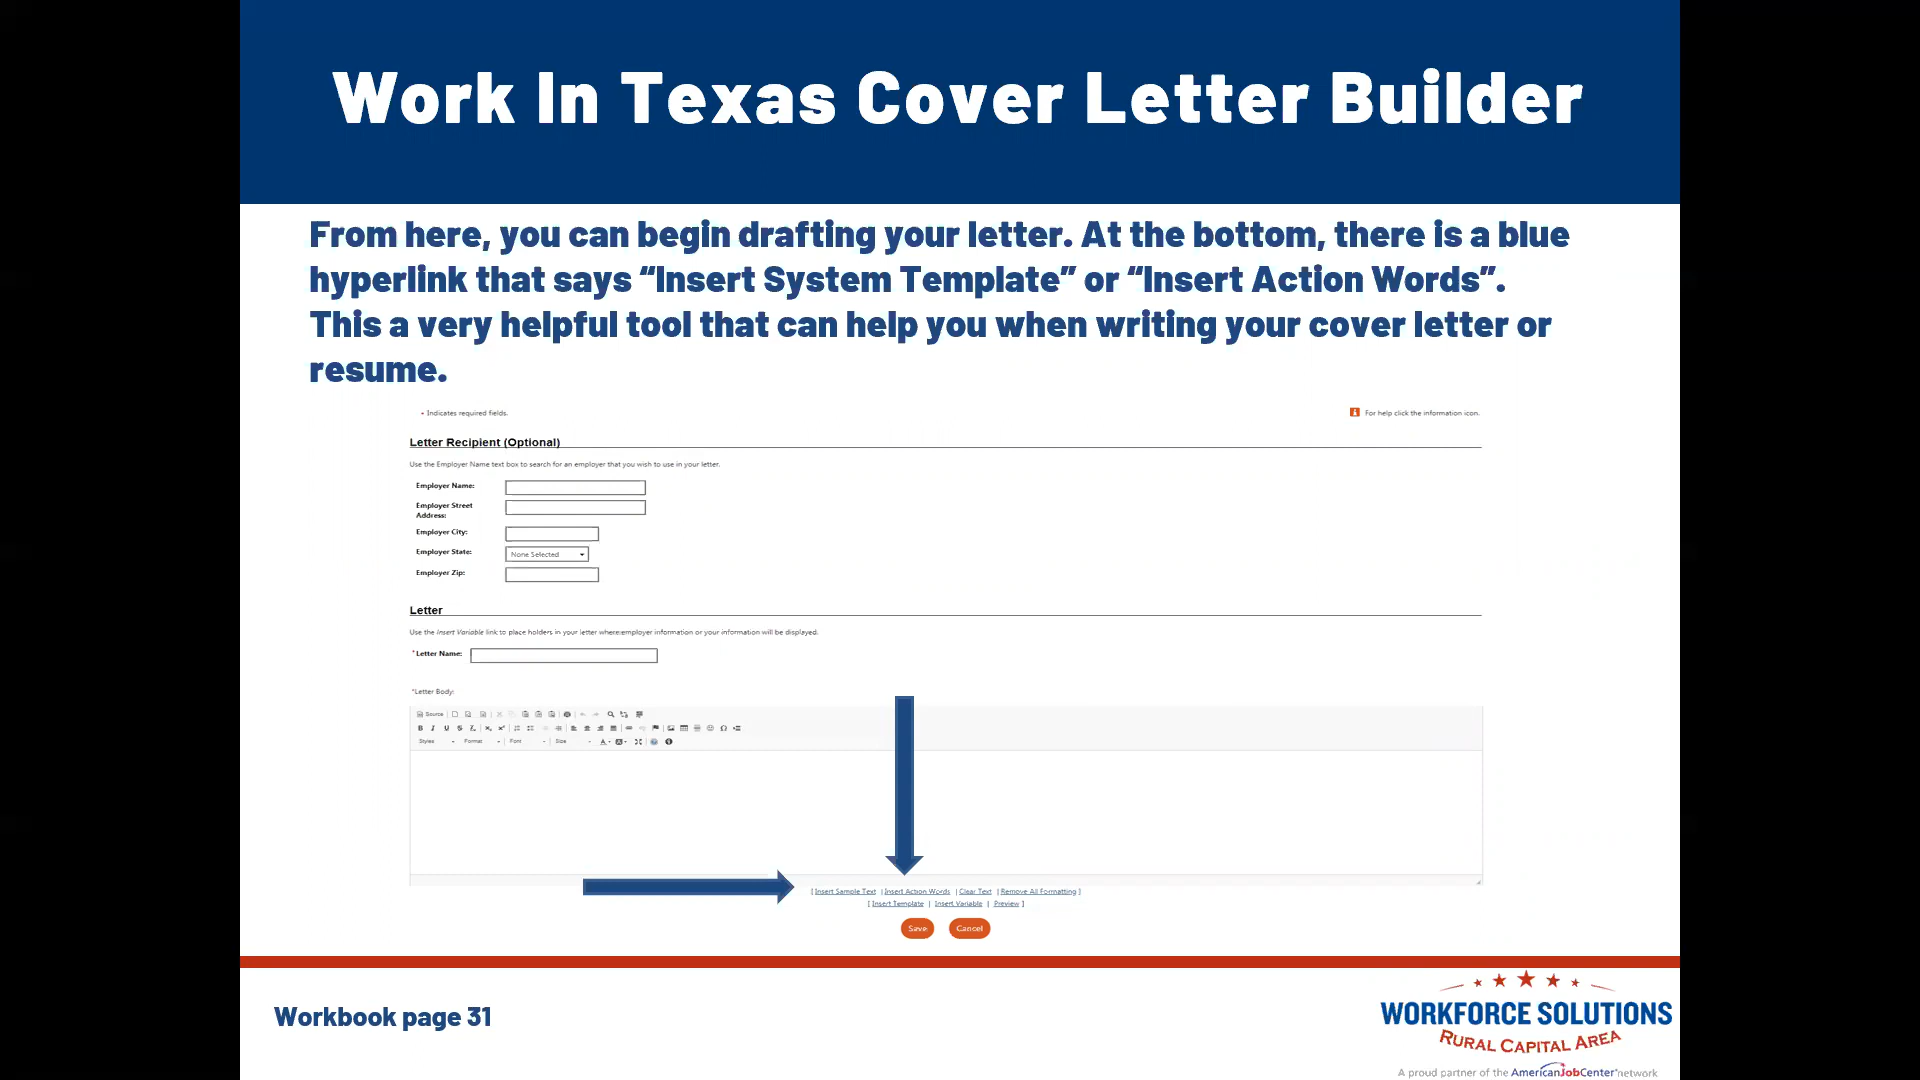 Work In Texas Cover Letter Builder
From here, you can begin drafting your letter. At the bottom, there is a blue
hyperlink that says “Insert System Template” or “Insert Action Words”.
This a very helpful tool that can help you when writing your cover letter or
resume.
* Indicates required fields.
For help click the information icon.
Letter Recipient (Optional)
Use the Employer Name text box to search for an employer that you wish to use in your letter.
Employer Name:
Employer Street
Address:
Employer City:
Employer State: None Selected
Employer Zip:
Letter
Use the Insert Variable link to place holders in your letter where employer information or your information will be displayed.
*Letter Name:
*Letter Body:
Source
B I U S
Styles Format Font Size
[ Insert Sample Text | Insert Action Words | Clear Text | Remove All Formatting ]
[ Insert Template | Insert Variable | Preview ]
Save Cancel
Workbook page 31
WORKFORCE SOLUTIONS
RURAL CAPITAL AREA
A proud partner of the AmericanJobCenter network